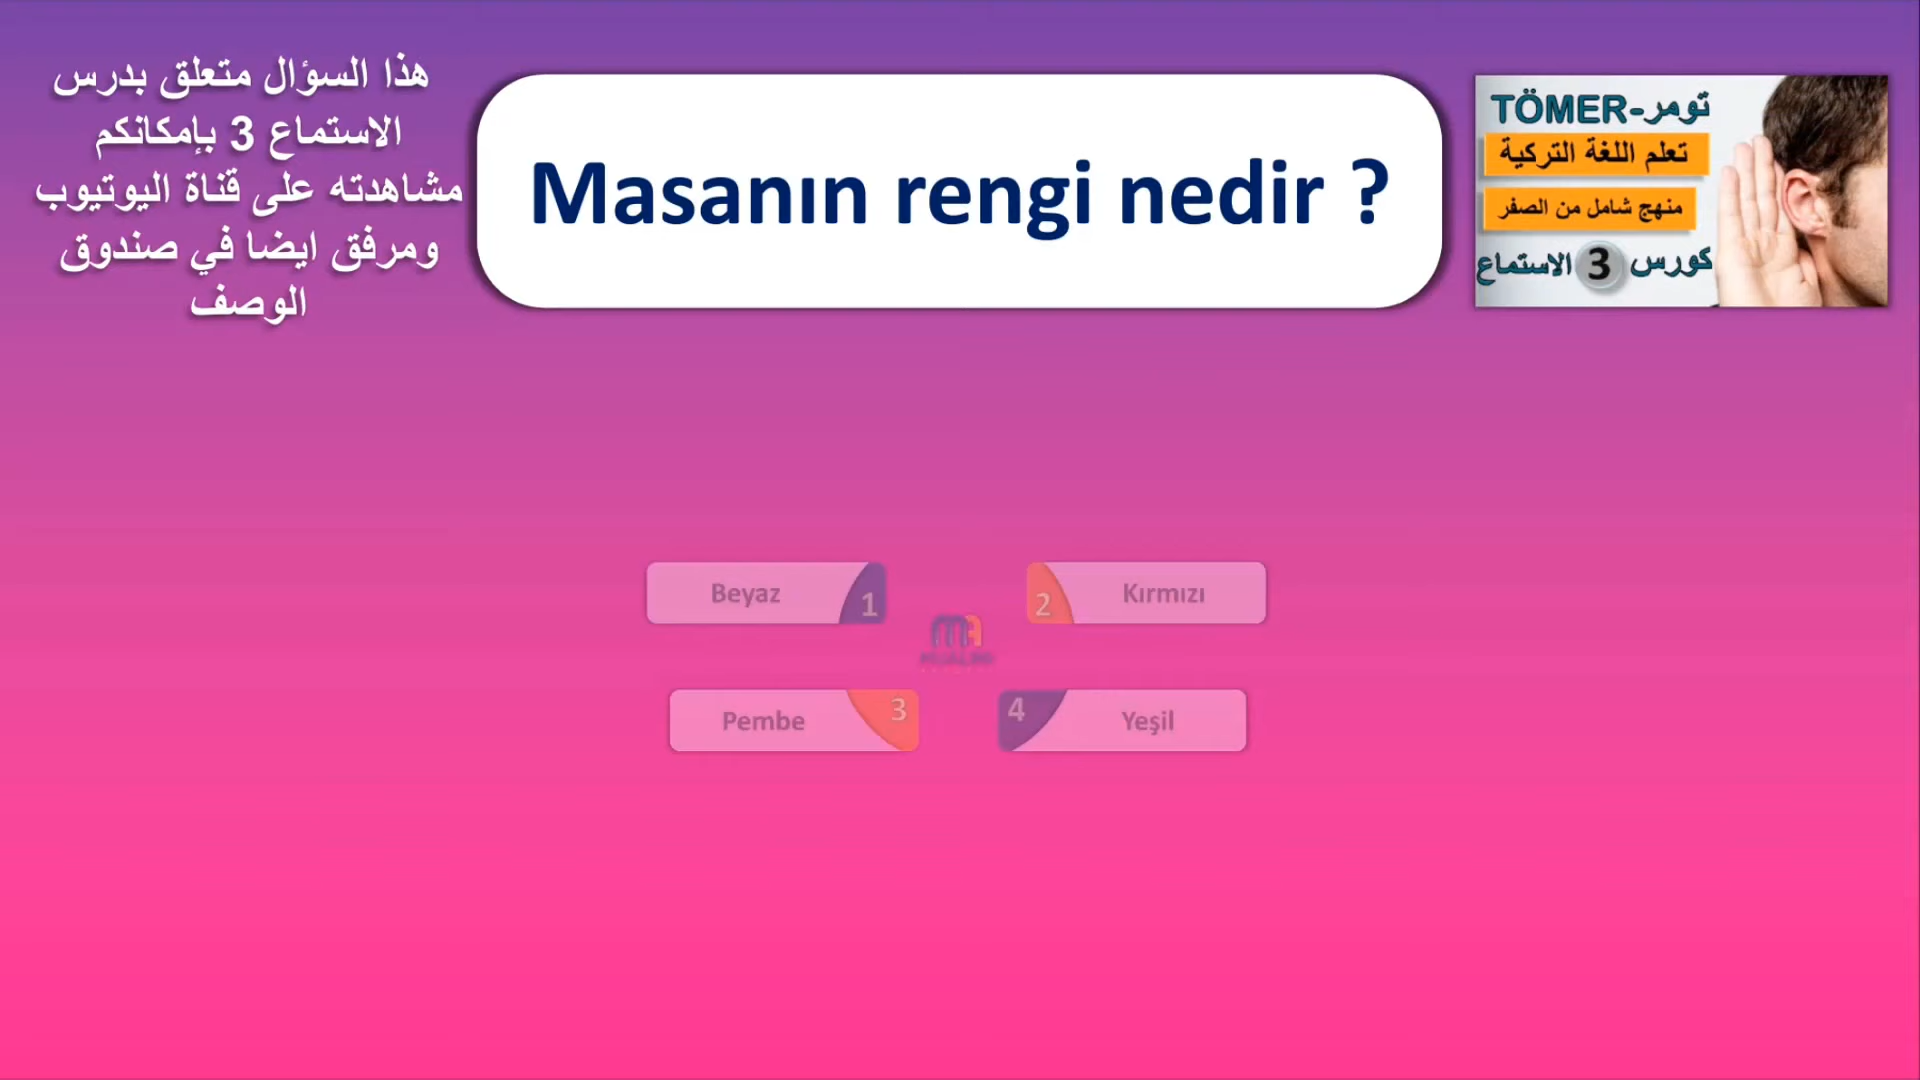 هذا السؤال متعلق بدرس
الاستماع 3 بإمكانكم
مشاهدته على قناة اليوتيوب
ومرفق ايضا في صندوق
الوصف
Masanın rengi nedir ?
TÖMER-تومر
تعلم اللغة التركية
منهج شامل من الصفر
كورس 3 الاستماع
Beyaz 1
2 Kırmızı
Pembe 3
4 Yeşil